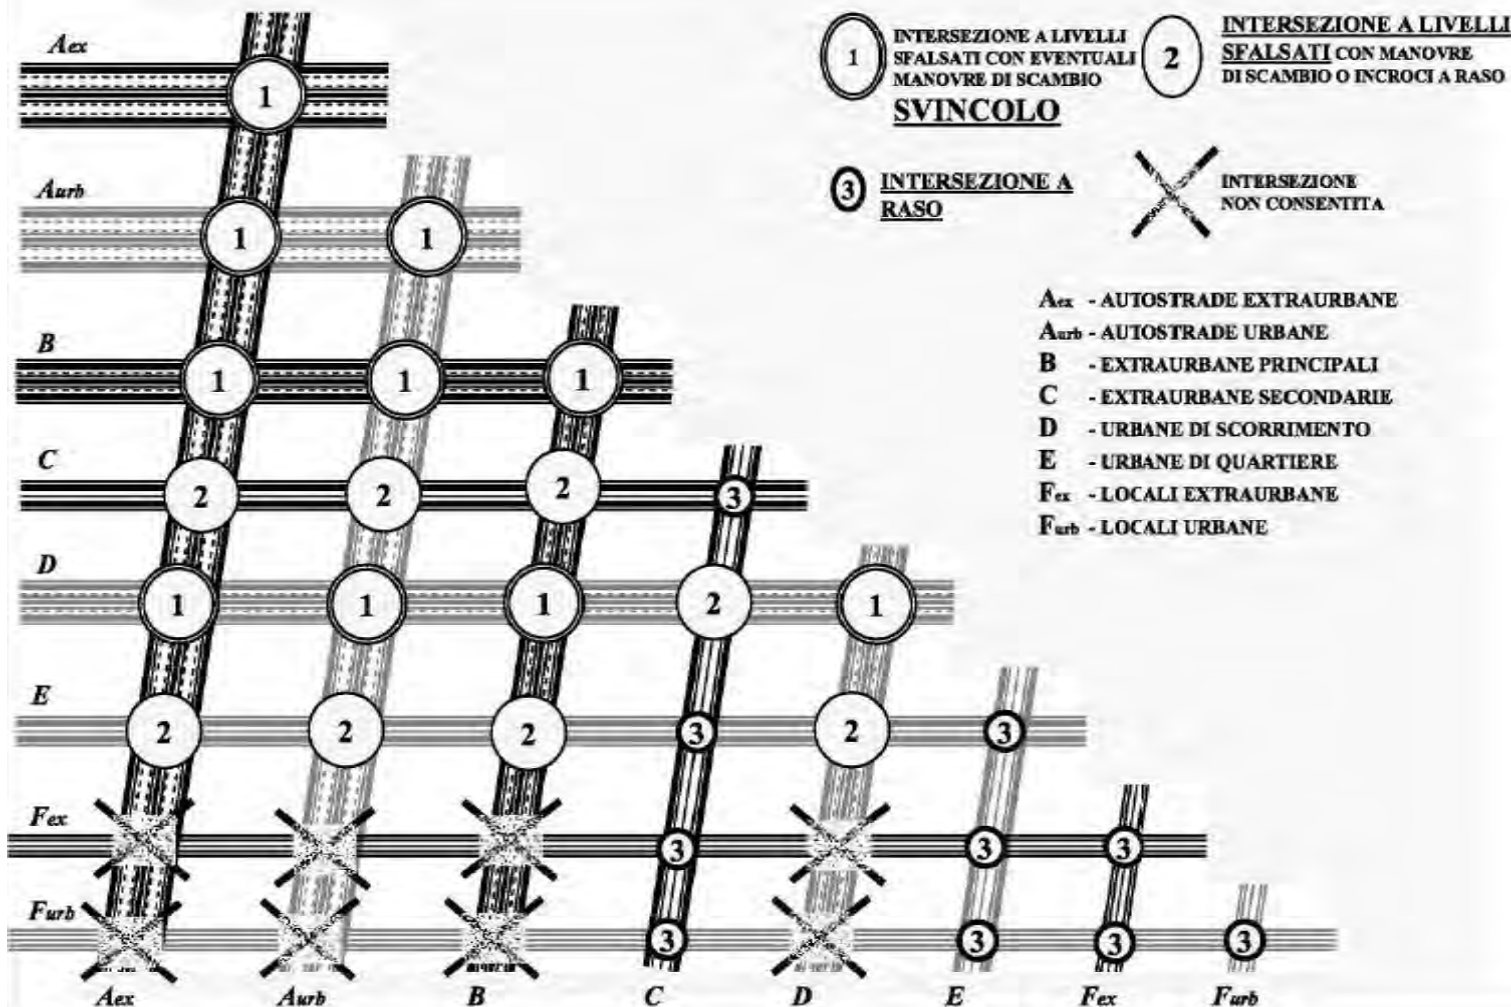 Aex
1
INTERSEZIONE A LIVELLI
SFALSATI CON EVENTUALI
MANOVRE DI SCAMBIO
SVINCOLO
1
2
INTERSEZIONE A LIVELLI
SFALSATI CON MANOVRE
DI SCAMBIO O INCROCI A RASO
3
INTERSEZIONE A
RASO
INTERSEZIONE
NON CONSENTITA
Aex - AUTOSTRADE EXTRAURBANE
Aurb - AUTOSTRADE URBANE
B - EXTRAURBANE PRINCIPALI
C - EXTRAURBANE SECONDARIE
D - URBANE DI SCORRIMENTO
E - URBANE DI QUARTIERE
Fex - LOCALI EXTRAURBANE
Furb - LOCALI URBANE
Aurb
1 1
B
1 1 1
C
2 2 2 3
D
1 1 1 2 1
E
2 2 2 3 2 3
Fex
3 3 3
Furb
3 3 3 3
Aex Aurb B C D E Fex Furb